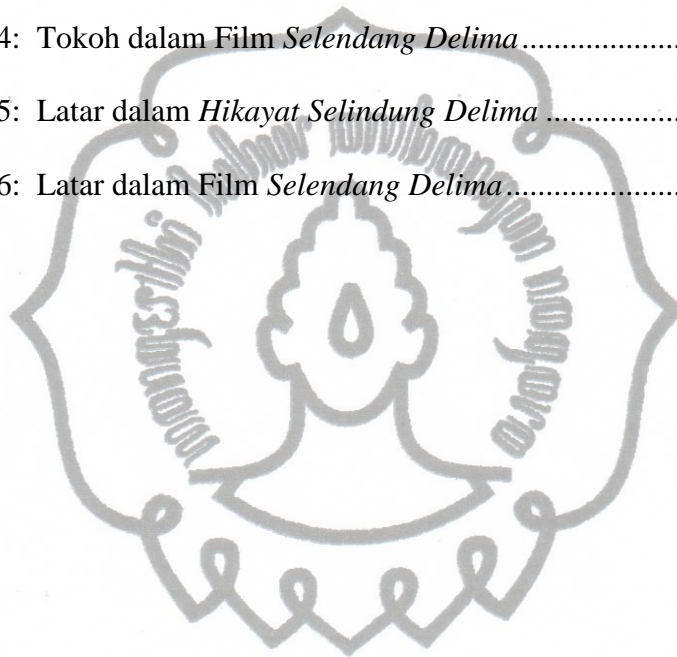 4: Tokoh dalam Film Selendang Delima.....................
5: Latar dalam Hikayat Selindung Delima ..................
6: Latar dalam Film Selendang Delima.......................